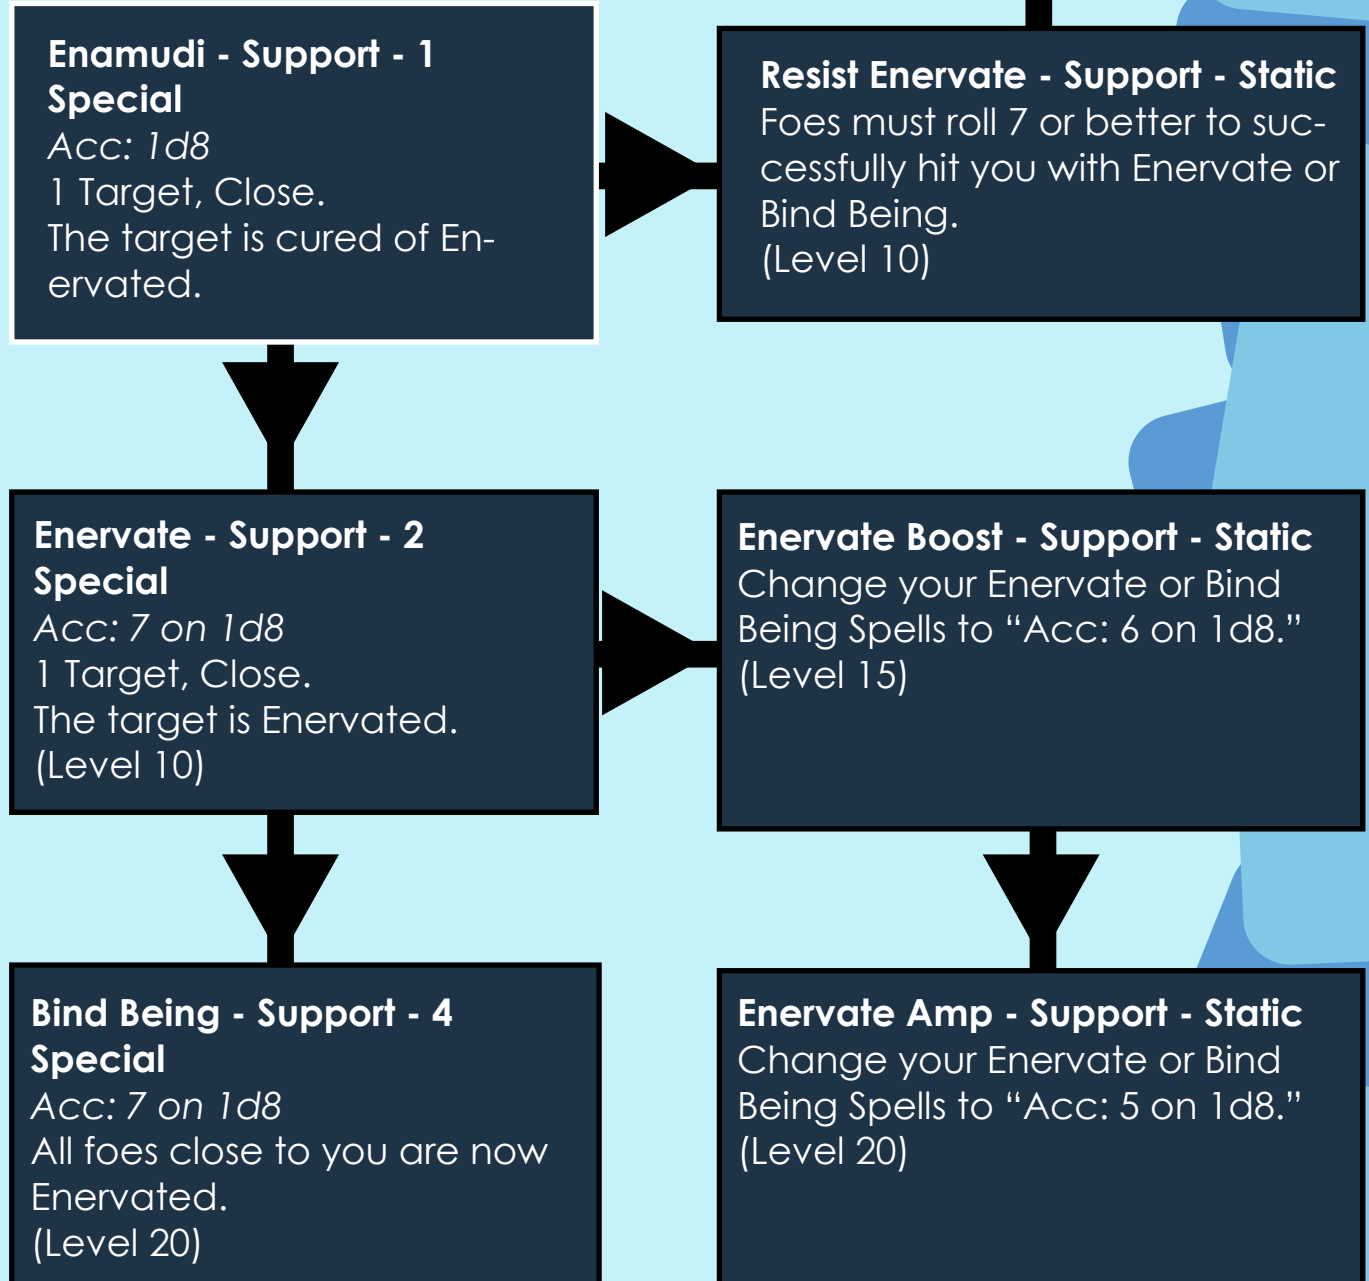 Enamudi - Support - 1
Special
Acc: 1d8
1 Target, Close.
The target is cured of En-
ervated.
Resist Enervate - Support - Static
Foes must roll 7 or better to suc-
cessfully hit you with Enervate or
Bind Being.
(Level 10)
Enervate - Support - 2
Special
Acc: 7 on 1d8
1 Target, Close.
The target is Enervated.
(Level 10)
Enervate Boost - Support - Static
Change your Enervate or Bind
Being Spells to “Acc: 6 on 1d8.”
(Level 15)
Bind Being - Support - 4
Special
Acc: 7 on 1d8
All foes close to you are now
Enervated.
(Level 20)
Enervate Amp - Support - Static
Change your Enervate or Bind
Being Spells to “Acc: 5 on 1d8.”
(Level 20)